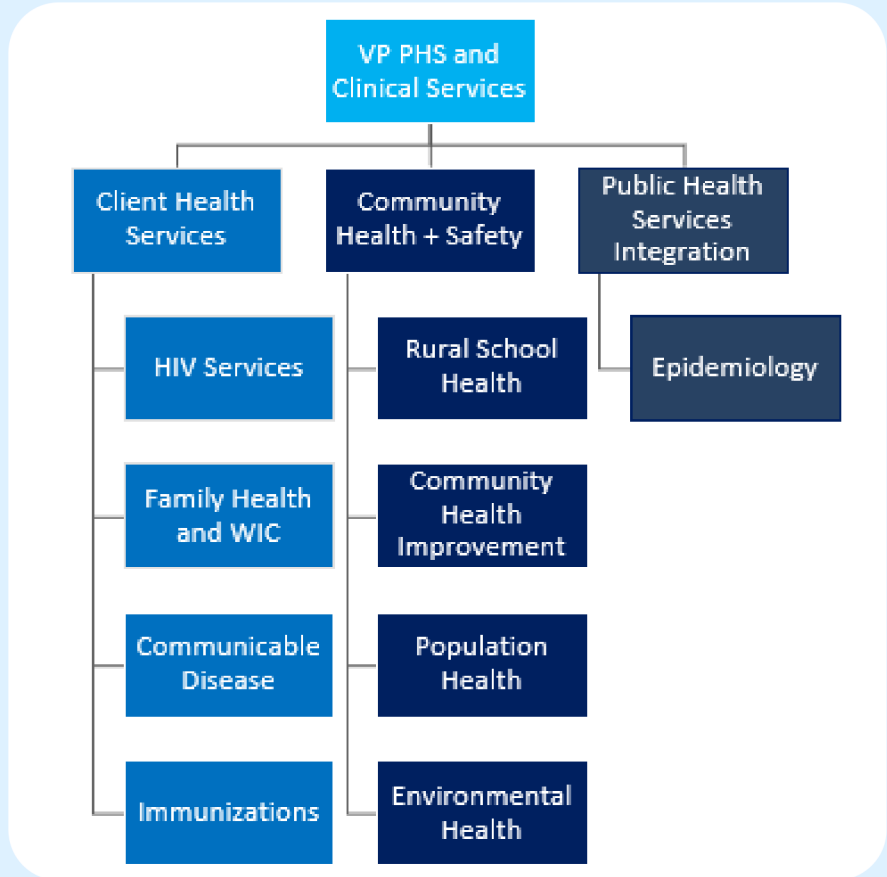 VP PHS and
Clinical Services
Client Health
Services
Community
Health + Safety
Public Health
Services
Integration
HIV Services
Rural School
Health
Epidemiology
Family Health
and WIC
Community
Health
Improvement
Communicable
Disease
Population
Health
Immunizations
Environmental
Health